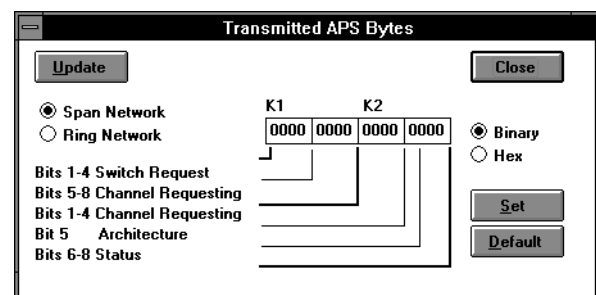 Transmitted APS Bytes
Update
Close
Span Network
Ring Network
K1 K2
0000 0000 0000 0000
Binary
Hex
Bits 1-4 Switch Request
Bits 5-8 Channel Requesting
Bits 1-4 Channel Requesting
Bit 5 Architecture
Bits 6-8 Status
Set
Default